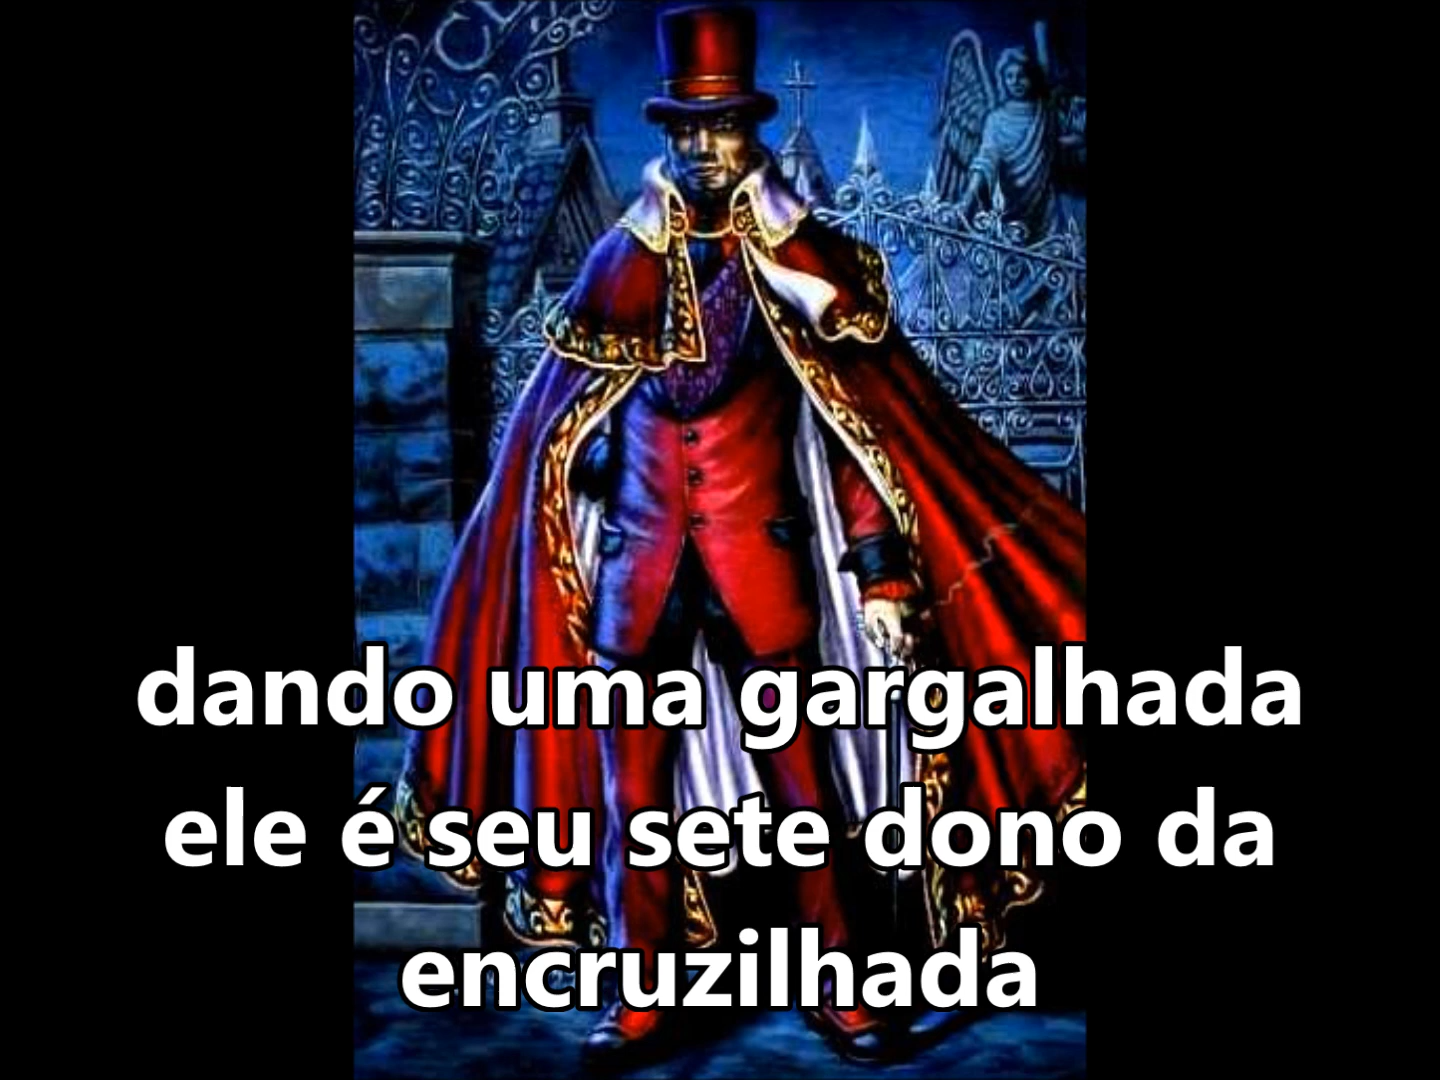 dando uma gargalhada
ele é seu sete dono da
encruzilhada